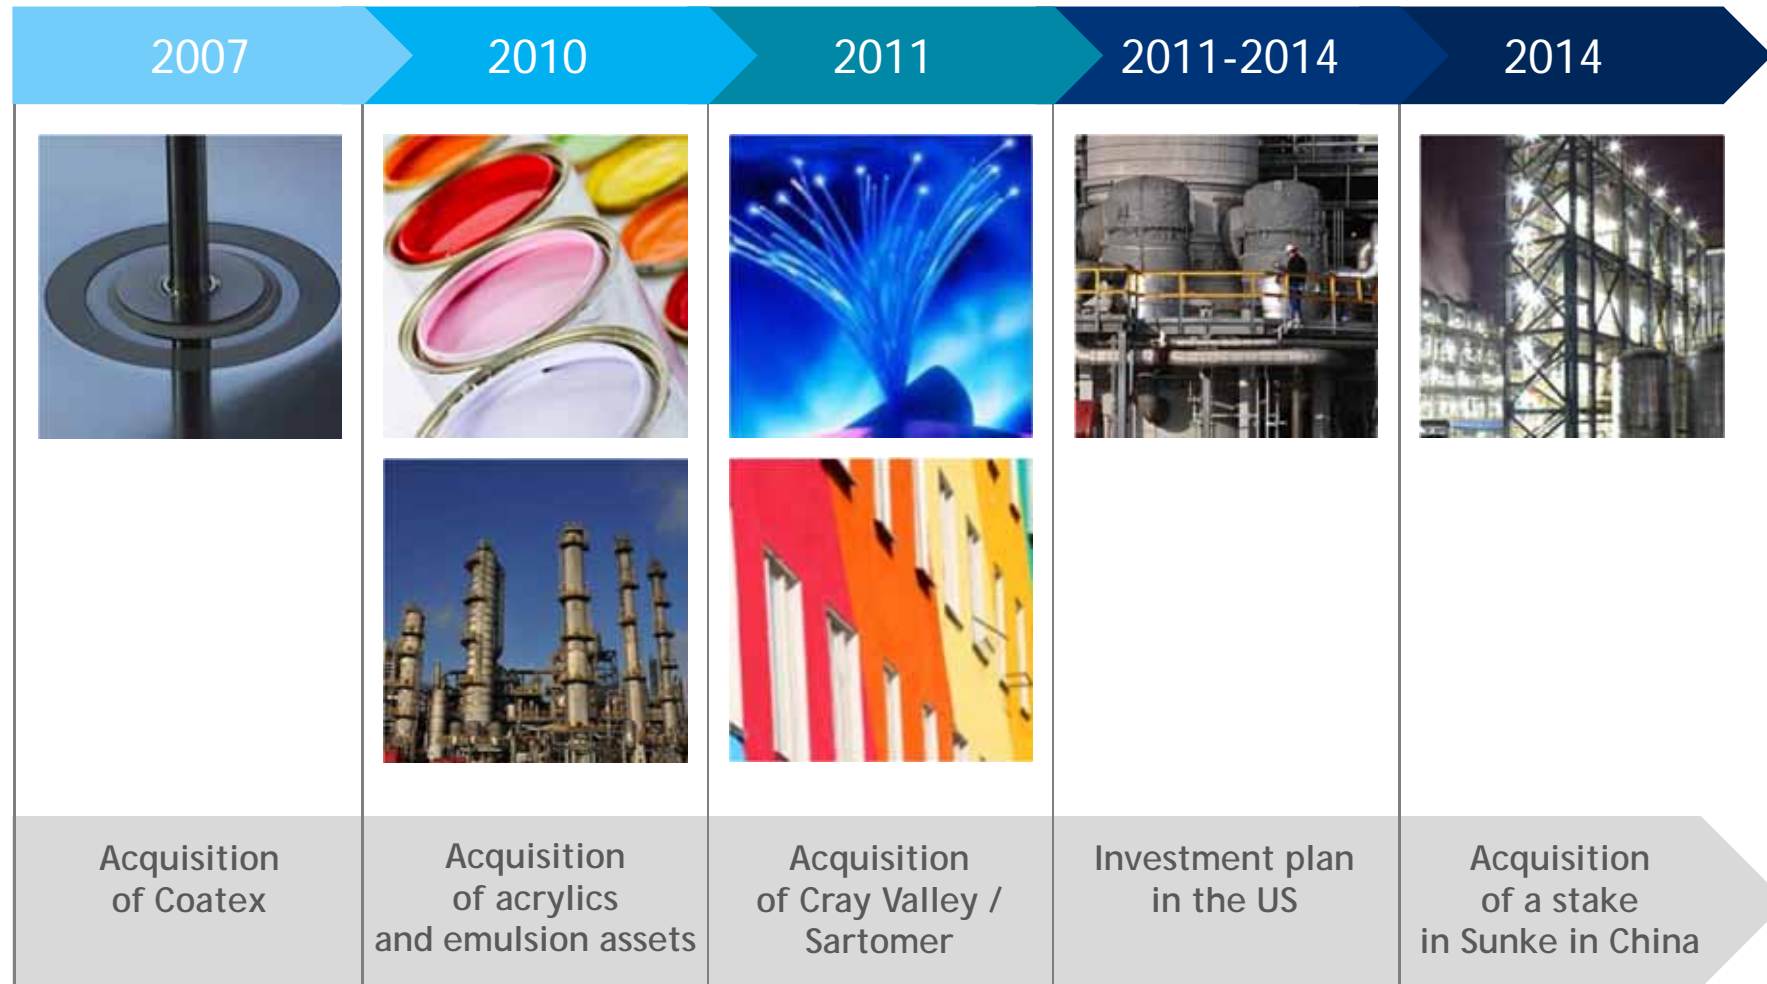 2007
2010
2011
2011-2014
2014
Acquisition
of Coatex
Acquisition
of acrylics
and emulsion assets
Acquisition
of Cray Valley /
Sartomer
Investment plan
in the US
Acquisition
of a stake
in Sunke in China